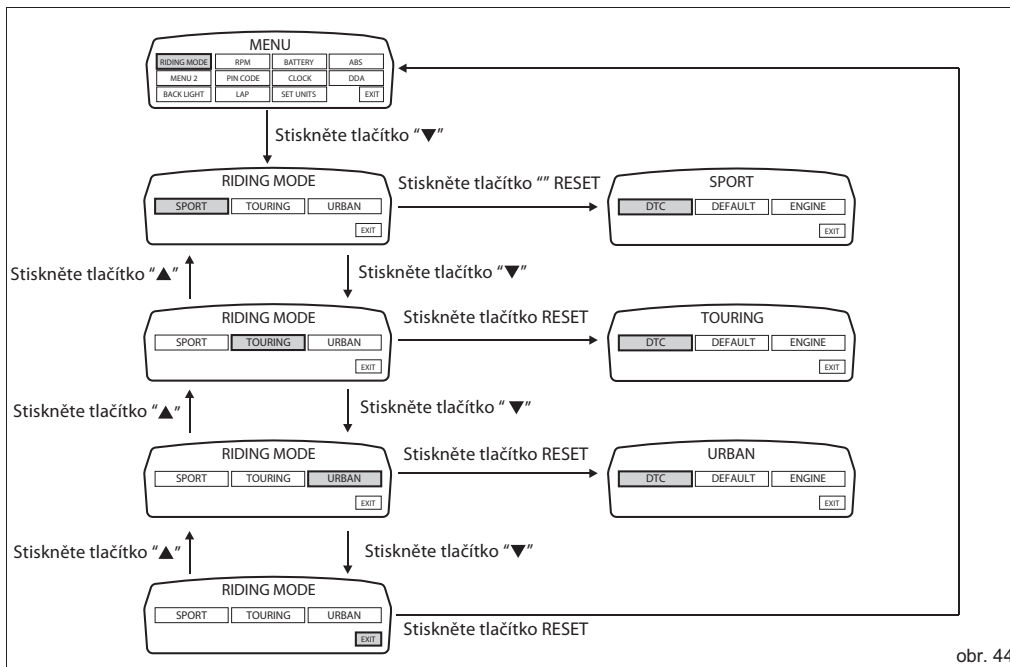 MENU
RIDING MODE RPM BATTERY ABS
MENU 2 PIN CODE CLOCK DDA
BACK LIGHT LAP SET UNITS EXIT
Stiskněte tlačítko “▼”
RIDING MODE
SPORT TOURING URBAN
EXIT
Stiskněte tlačítko “” RESET
SPORT
DTC DEFAULT ENGINE
EXIT
Stiskněte tlačítko “▲”
Stiskněte tlačítko “▼”
RIDING MODE
SPORT TOURING URBAN
EXIT
Stiskněte tlačítko RESET
TOURING
DTC DEFAULT ENGINE
EXIT
Stiskněte tlačítko “▲”
Stiskněte tlačítko “ ▼”
RIDING MODE
SPORT TOURING URBAN
EXIT
Stiskněte tlačítko RESET
URBAN
DTC DEFAULT ENGINE
EXIT
Stiskněte tlačítko “▲”
Stiskněte tlačítko “▼”
RIDING MODE
SPORT TOURING URBAN
EXIT
Stiskněte tlačítko RESET
obr. 44